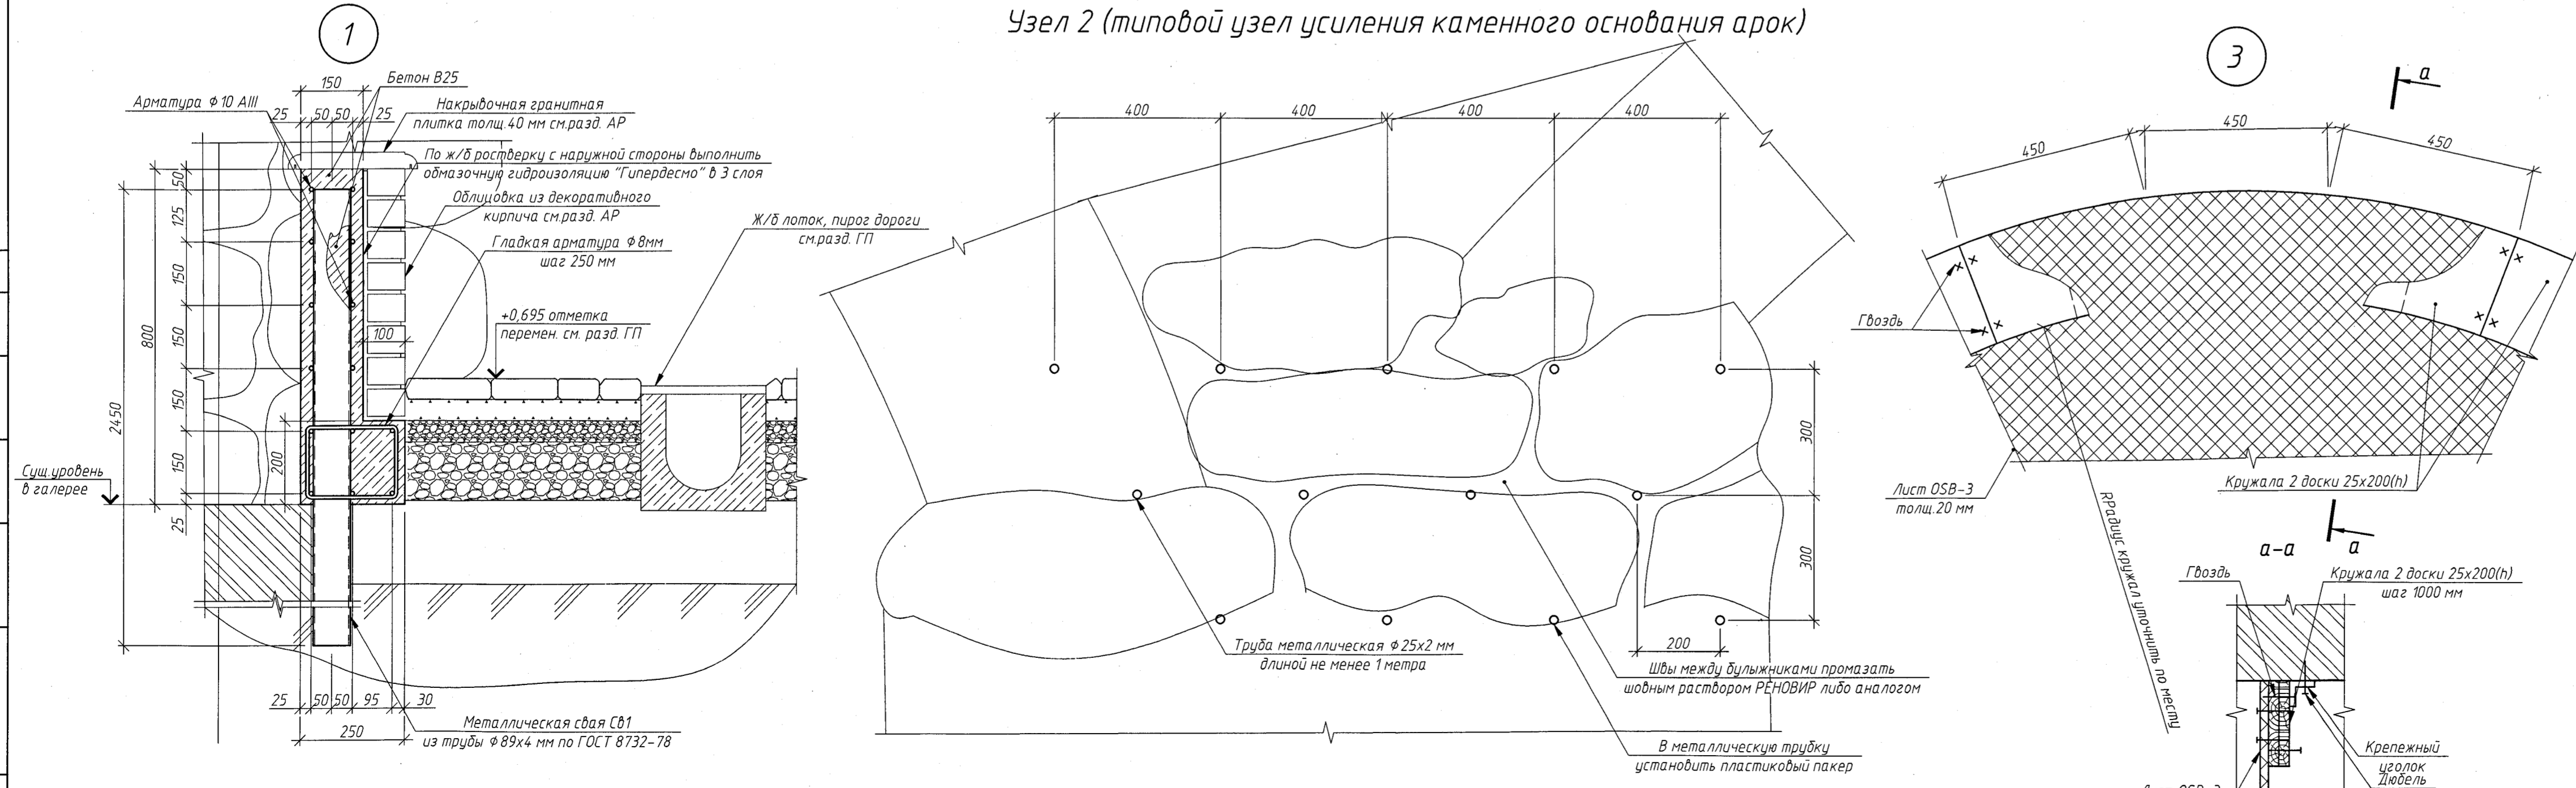 Узел 2 (типовой узел усиления каменного основания арок)
1
150
Бетон В25
Арматура ϕ10 АIII
25
50
50
25
Накрывочная гранитная
плитка толщ.40 мм см.разд. АР
По ж/б ростверку с наружной стороны выполнить
обмазочную гидроизоляцию "Гипердесмо" в 3 слоя
Облицовка из декоративного
кирпича см.разд. АР
Гладкая арматура ϕ8мм
шаг 250 мм
Ж/б лоток, пирог дороги
см.разд. ГП
+0,695 отметка
перемен. см. разд. ГП
100
50
125
150
150
150
150
25
800
2450
200
Сущ.уровень
в галерее
25
50
50
95
30
250
Металлическая свая Св1
из трубы ϕ89х4 мм по ГОСТ 8732-78
400
400
400
400
300
300
200
Труба металлическая ϕ25х2 мм
длиной не менее 1 метра
Швы между булыжниками промазать
шовным раствором РЕНОВИР либо аналогом
В металлическую трубку
установить пластиковый пакер
3
а
450
450
450
Гвоздь
Лист OSB-3
толщ.20 мм
Кружала 2 доски 25х200(h)
RРадиус кружал уточнить по месту
а
а-а
Гвоздь
Кружала 2 доски 25х200(h)
шаг 1000 мм
Крепежный
уголок
Дюбель